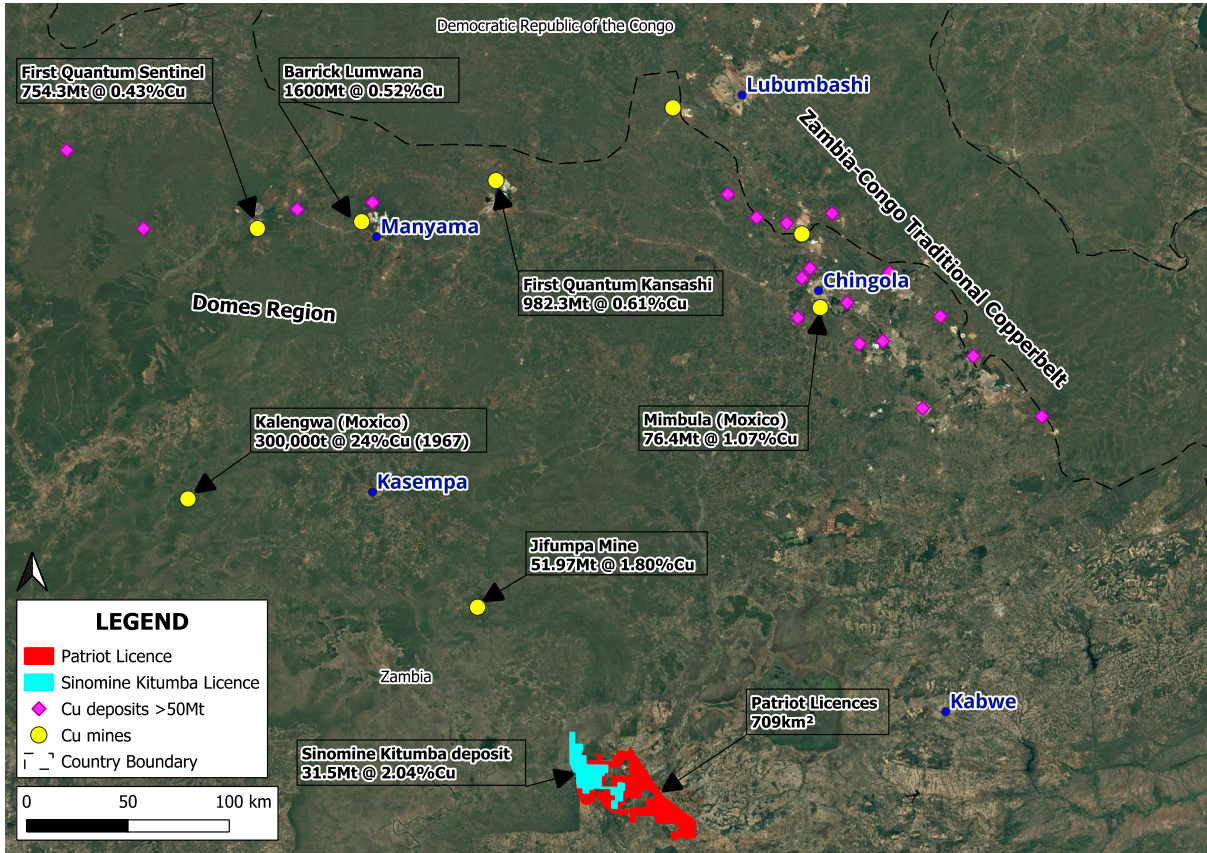 Democratic Republic of the Congo
First Quantum Sentinel
754.3Mt @ 0.43%Cu
Barrick Lumwana
1600Mt @ 0.52%Cu
Lubumbashi
Zambia-Congo Traditional Copperbelt
Manyama
First Quantum Kansashi
982.3Mt @ 0.61%Cu
Chingola
Domes Region
Kalengwa (Moxico)
300,000t @ 24%Cu (1967)
Mimbula (Moxico)
76.4Mt @ 1.07%Cu
Kasempa
Jifumpa Mine
51.97Mt @ 1.80%Cu
Zambia
Patriot Licences
709km²
Kabwe
Sinomine Kitumba deposit
31.5Mt @ 2.04%Cu
LEGEND
Patriot Licence
Sinomine Kitumba Licence
Cu deposits >50Mt
Cu mines
Country Boundary
0 50 100 km